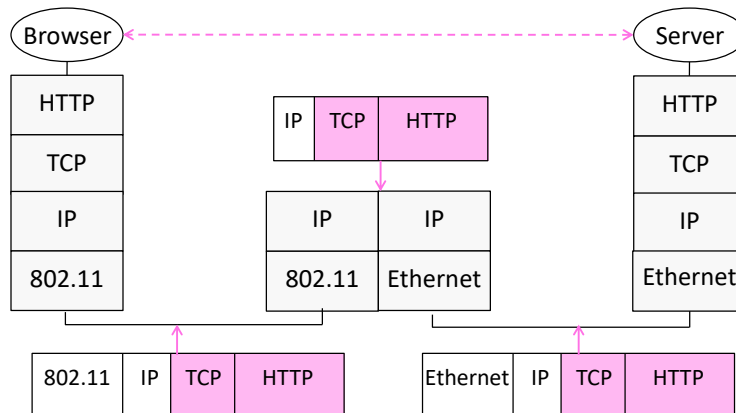 Browser
Server
HTTP
TCP
IP
802.11
IP TCP HTTP
IP IP
802.11 Ethernet
HTTP
TCP
IP
Ethernet
802.11 IP TCP HTTP
Ethernet IP TCP HTTP